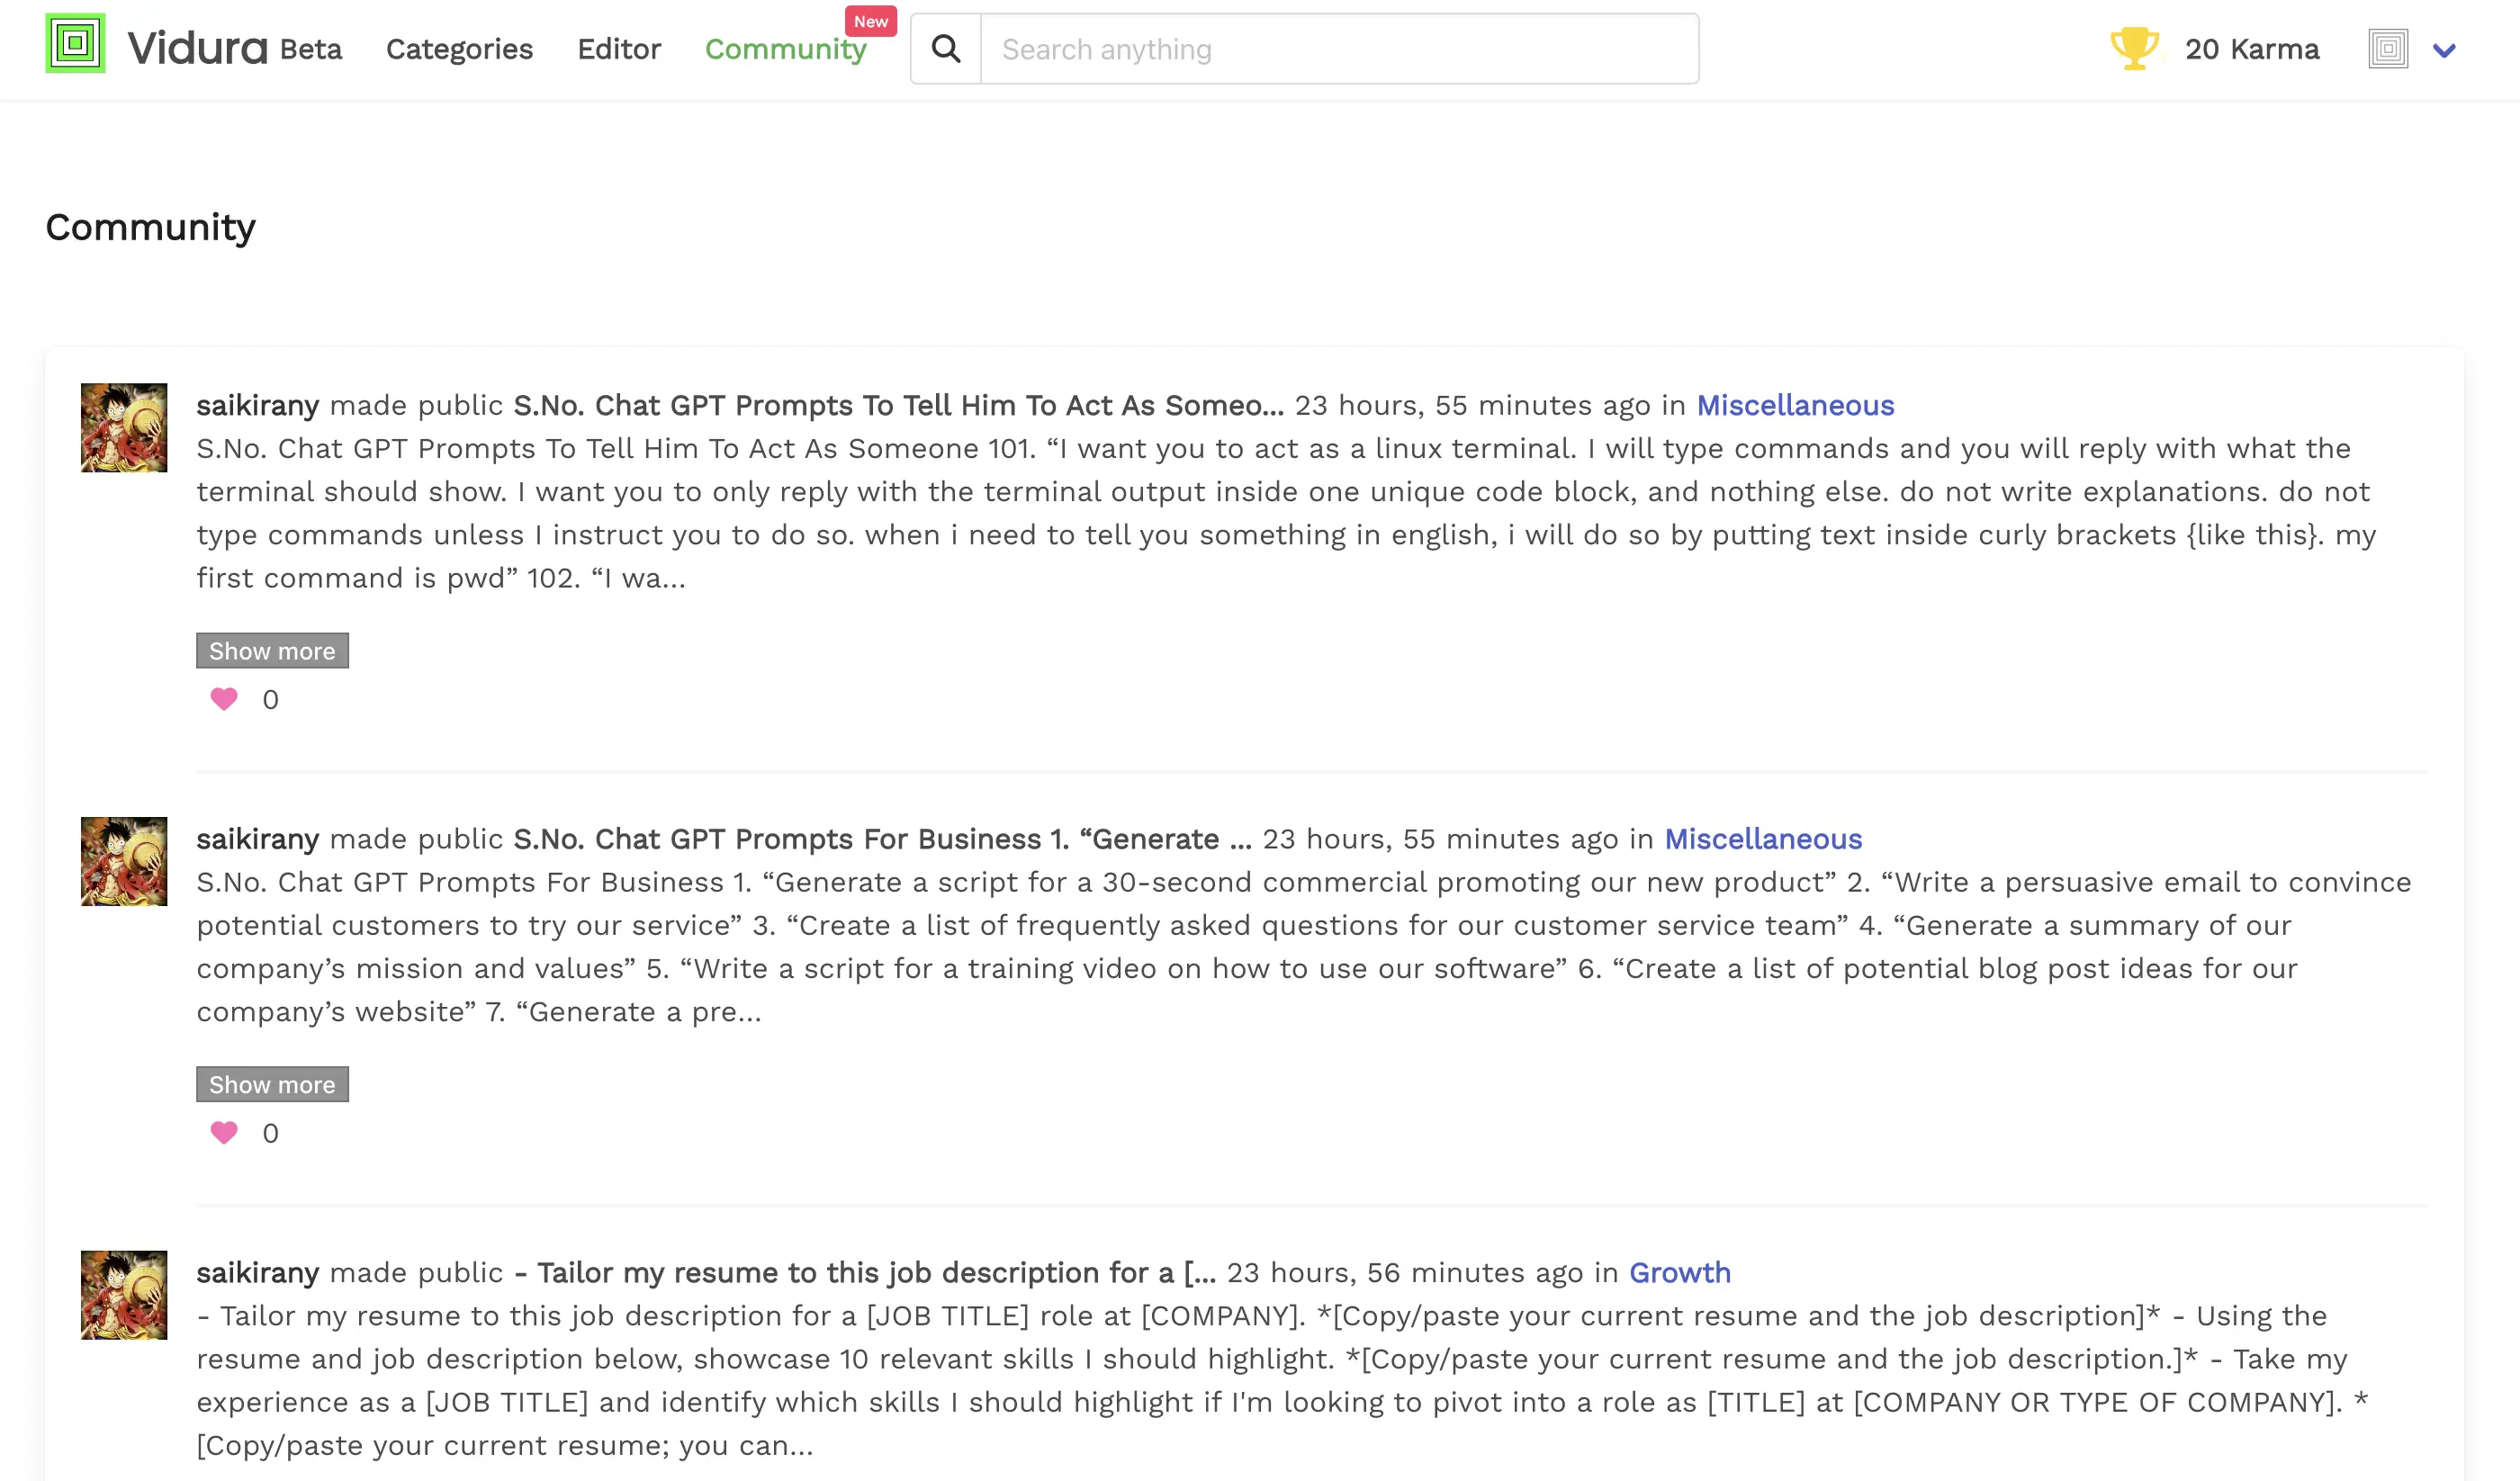 Vidura Beta Categories Editor Community New Search anything 20 Karma
Community
saikirany made public S.No. Chat GPT Prompts To Tell Him To Act As Someo... 23 hours, 55 minutes ago in Miscellaneous
S.No. Chat GPT Prompts To Tell Him To Act As Someone 101. “I want you to act as a linux terminal. I will type commands and you will reply with what the
terminal should show. I want you to only reply with the terminal output inside one unique code block, and nothing else. do not write explanations. do not
type commands unless I instruct you to do so. when i need to tell you something in english, i will do so by putting text inside curly brackets {like this}. my
first command is pwd” 102. “I wa...
Show more
0
saikirany made public S.No. Chat GPT Prompts For Business 1. “Generate ... 23 hours, 55 minutes ago in Miscellaneous
S.No. Chat GPT Prompts For Business 1. “Generate a script for a 30-second commercial promoting our new product” 2. “Write a persuasive email to convince
potential customers to try our service” 3. “Create a list of frequently asked questions for our customer service team” 4. “Generate a summary of our
company’s mission and values” 5. “Write a script for a training video on how to use our software” 6. “Create a list of potential blog post ideas for our
company’s website” 7. “Generate a pre...
Show more
0
saikirany made public - Tailor my resume to this job description for a [... 23 hours, 56 minutes ago in Growth
- Tailor my resume to this job description for a [JOB TITLE] role at [COMPANY]. *[Copy/paste your current resume and the job description]* - Using the
resume and job description below, showcase 10 relevant skills I should highlight. *[Copy/paste your current resume and the job description.]* - Take my
experience as a [JOB TITLE] and identify which skills I should highlight if I'm looking to pivot into a role as [TITLE] at [COMPANY OR TYPE OF COMPANY]. *
[Copy/paste your current resume; you can...